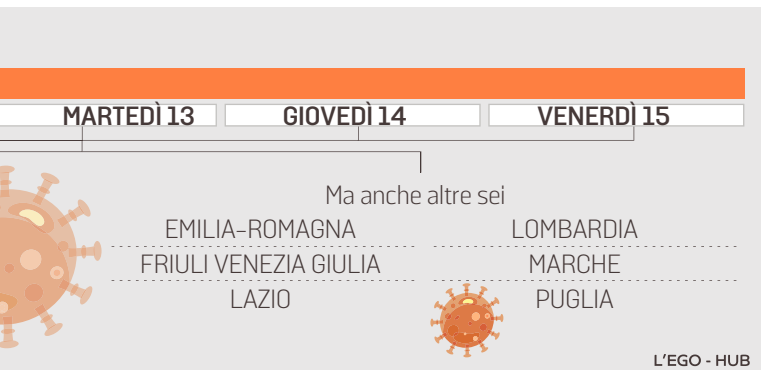 MARTEDÌ 13 GIOVEDÌ 14 VENERDÌ 15
Ma anche altre sei
EMILIA-ROMAGNA LOMBARDIA
FRIULI VENEZIA GIULIA MARCHE
LAZIO PUGLIA
L'EGO - HUB